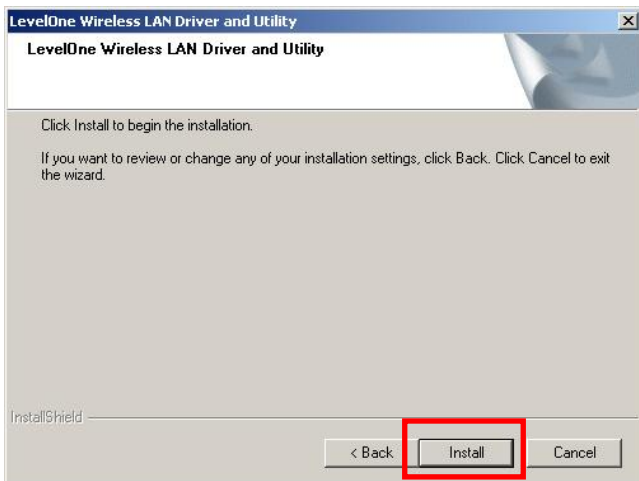 LevelOne Wireless LAN Driver and Utility
LevelOne Wireless LAN Driver and Utility
Click Install to begin the installation.
If you want to review or change any of your installation settings, click Back. Click Cancel to exit
the wizard.
InstallShield
< Back Install Cancel